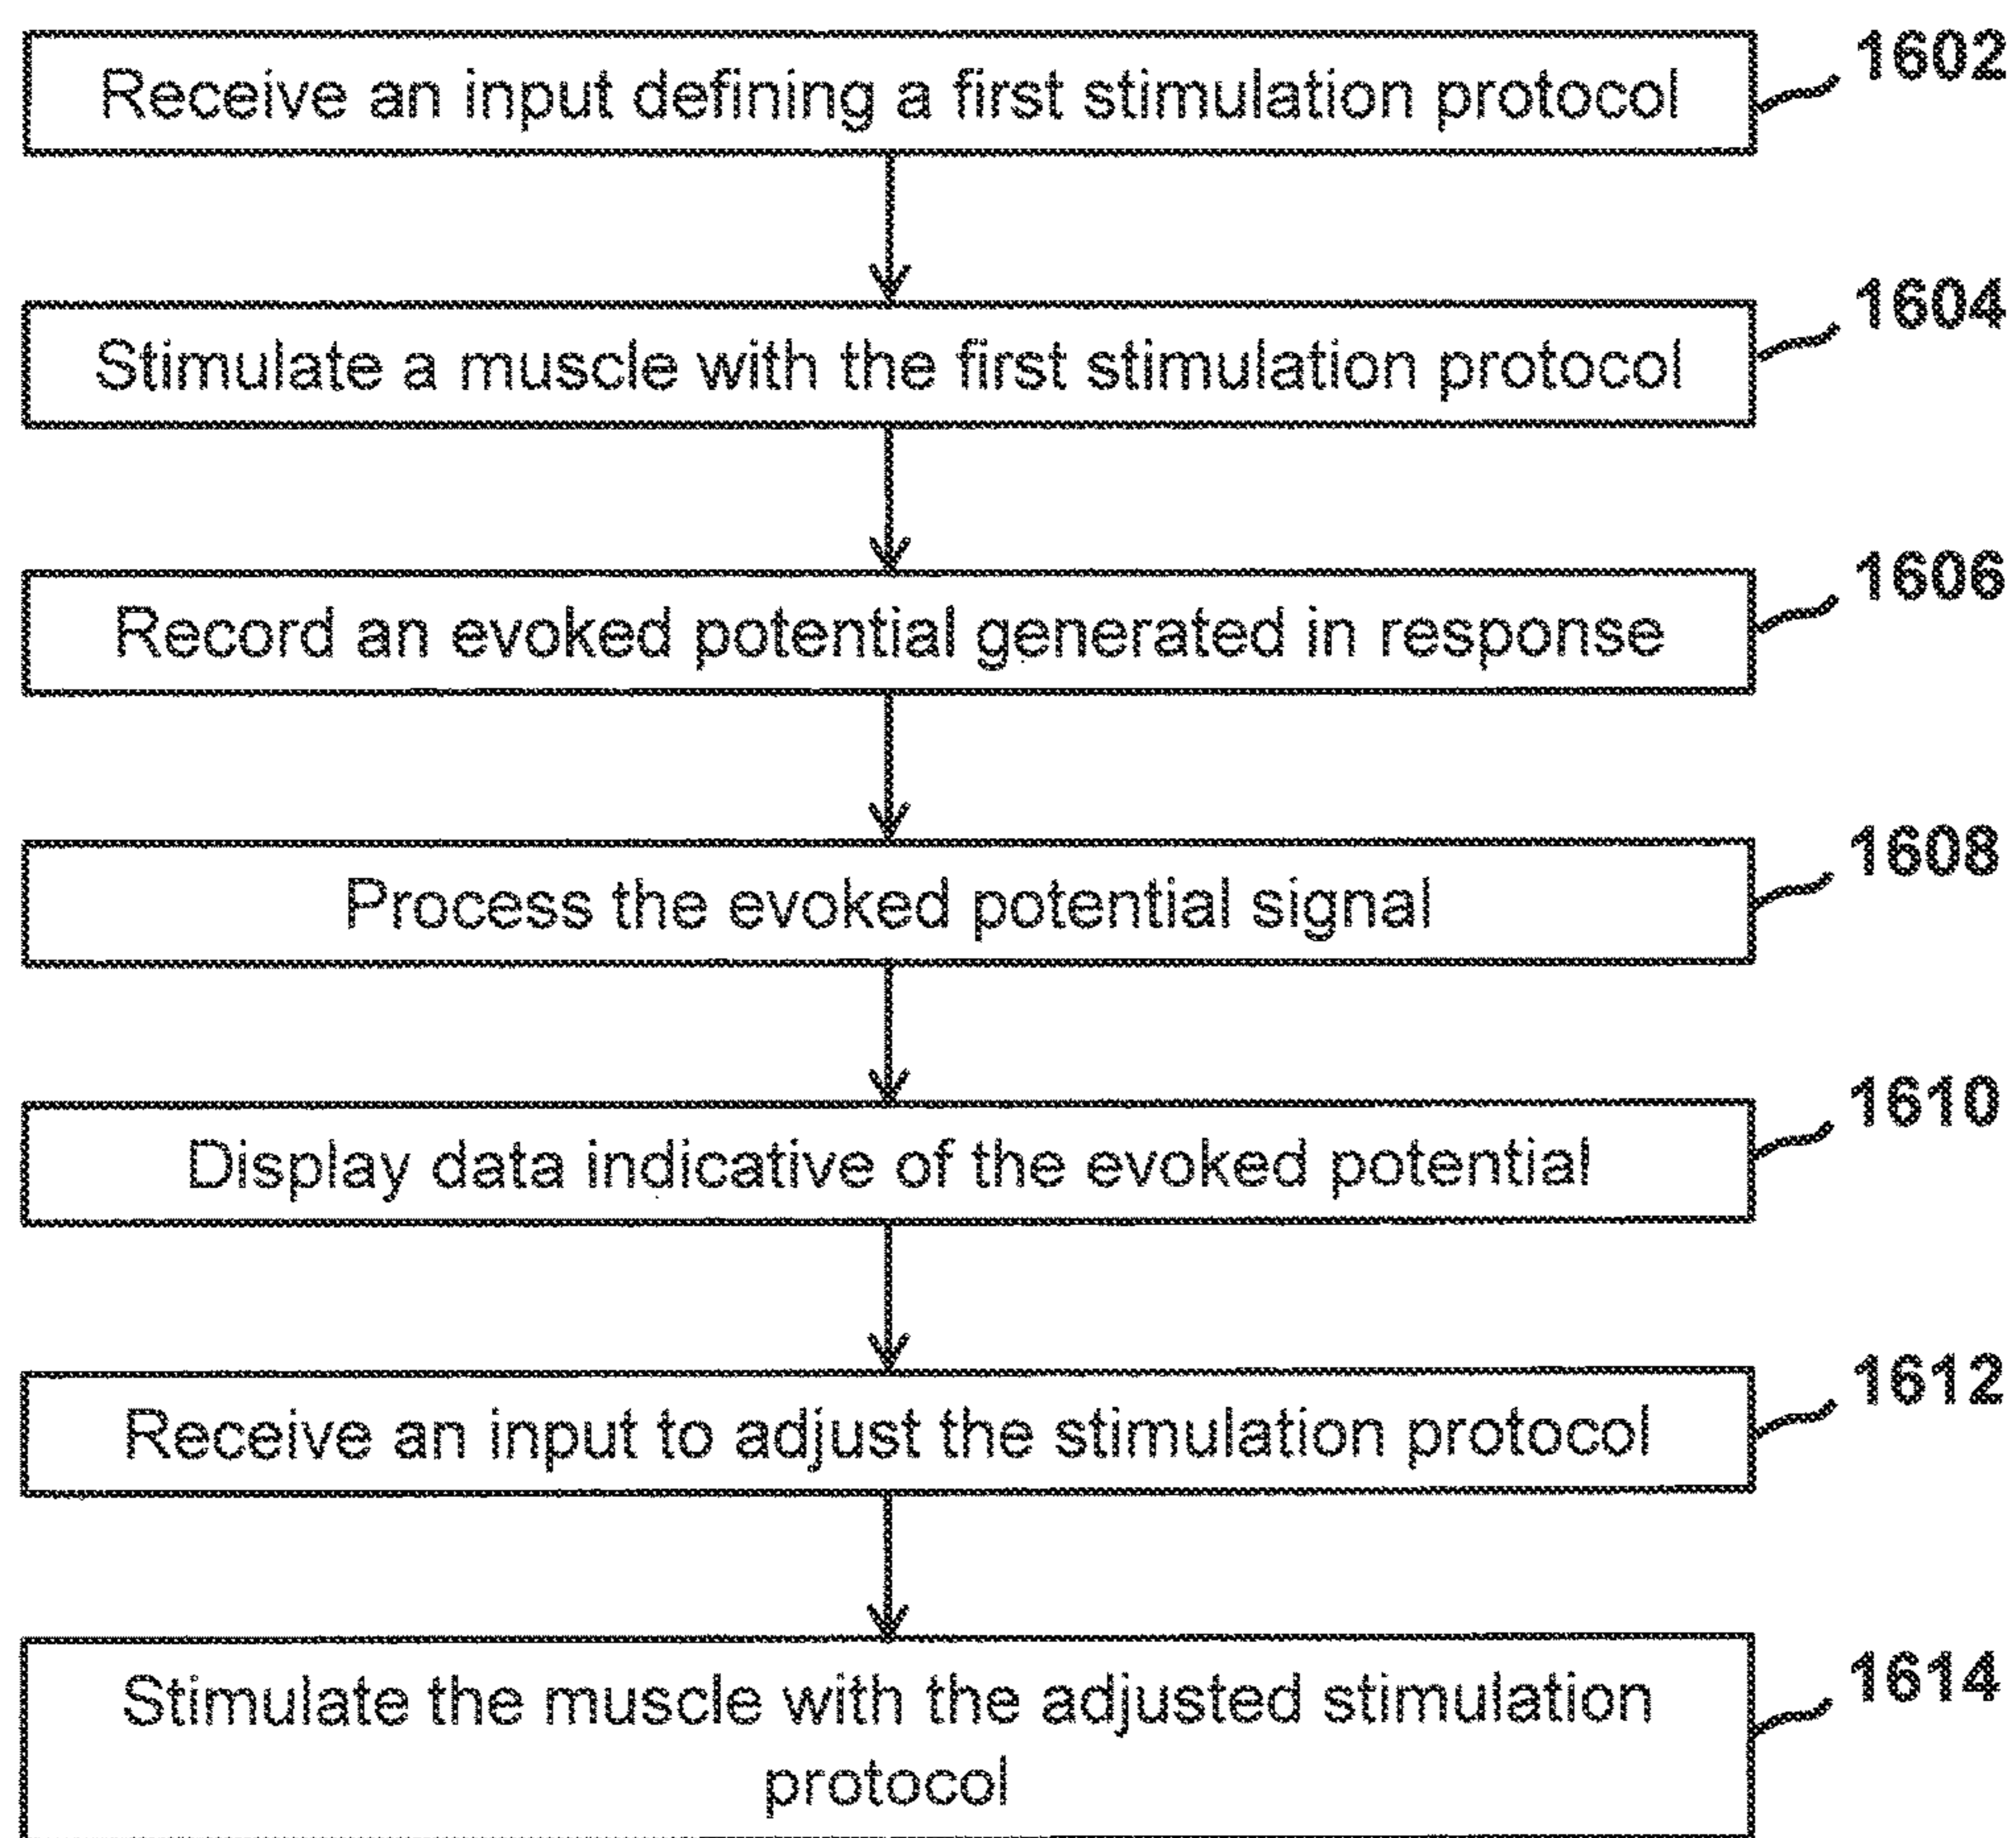 Receive an input defining a first stimulation protocol
1602
Stimulate a muscle with the first stimulation protocol
1604
Record an evoked potential generated in response
1606
Process the evoked potential signal
1608
Display data indicative of the evoked potential
1610
Receive an input to adjust the stimulation protocol
1612
Stimulate the muscle with the adjusted stimulation
protocol
1614